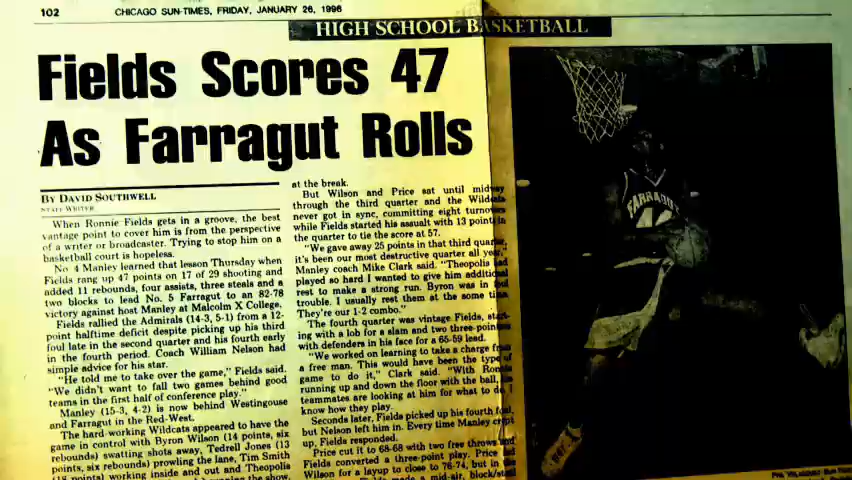 102
CHICAGO SUN-TIMES, FRIDAY, JANUARY 26, 1996
HIGH SCHOOL BASKETBALL
Fields Scores 47
As Farragut Rolls
BY DAVID SOUTHWELL
STAFF WRITER
When Ronnie Fields gets in a groove, the best
vantage point to cover him is from the perspective
of a writer or broadcaster. Trying to stop him on a
basketball court is hopeless.
No. 4 Manley learned that lesson Thursday when
Fields rang up 47 points on 17 of 29 shooting and
added 11 rebounds, four assists, three steals and a
two blocks to lead No. 5 Farragut to an 82-78
victory against host Manley at Malcolm X College.
Fields rallied the Admirals (14-3, 5-1) from a 12-
point halftime deficit despite picking up his third
foul late in the second quarter and his fourth early
in the fourth period. Coach William Nelson had
simple advice for his star.
"He told me to take over the game," Fields said.
"We didn't want to fall two games behind good
teams in the first half of conference play."
Manley (15-3, 4-2) is now behind Westinghouse
and Farragut in the Red-West.
The hard-working Wildcats appeared to have the
game in control with Byron Wilson (14 points, six
rebounds) swatting shots away, Tedrell Jones (13
points, six rebounds) prowling the lane, Tim Smith
points) working inside and out and Theopolis
at the break.
But Wilson and Price sat until midway
through the third quarter and the Wildcats
never got in sync, committing eight turnovers
while Fields started his assault with 13 points in
the quarter to tie the score at 57.
"We gave away 25 points in that third quarter,
it's been our most destructive quarter all year,"
Manley coach Mike Clark said. "Theopolis had
played so hard I wanted to give him additional
rest to make a strong run. Byron was in foul
trouble. I usually rest them at the same time.
They're our 1-2 combo."
The fourth quarter was vintage Fields, start-
ing with a lob for a slam and two three-pointers
with defenders in his face for a 65-59 lead.
"We worked on learning to take a charge from
a free man. This would have been the type of
game to do it," Clark said. "With Ronnie
running up and down the floor with the ball, his
teammates are looking at him for what to do. I
know how they play.
Seconds later, Fields picked up his fourth foul,
but Nelson left him in. Every time Manley crept
up, Fields responded.
Price cut it to 68-68 with two free throws and
Fields converted a three-point play. Price fed
Wilson for a layup to close to 76-74, but in the
Fields made a mid-air, block/steal
FARRAGUT